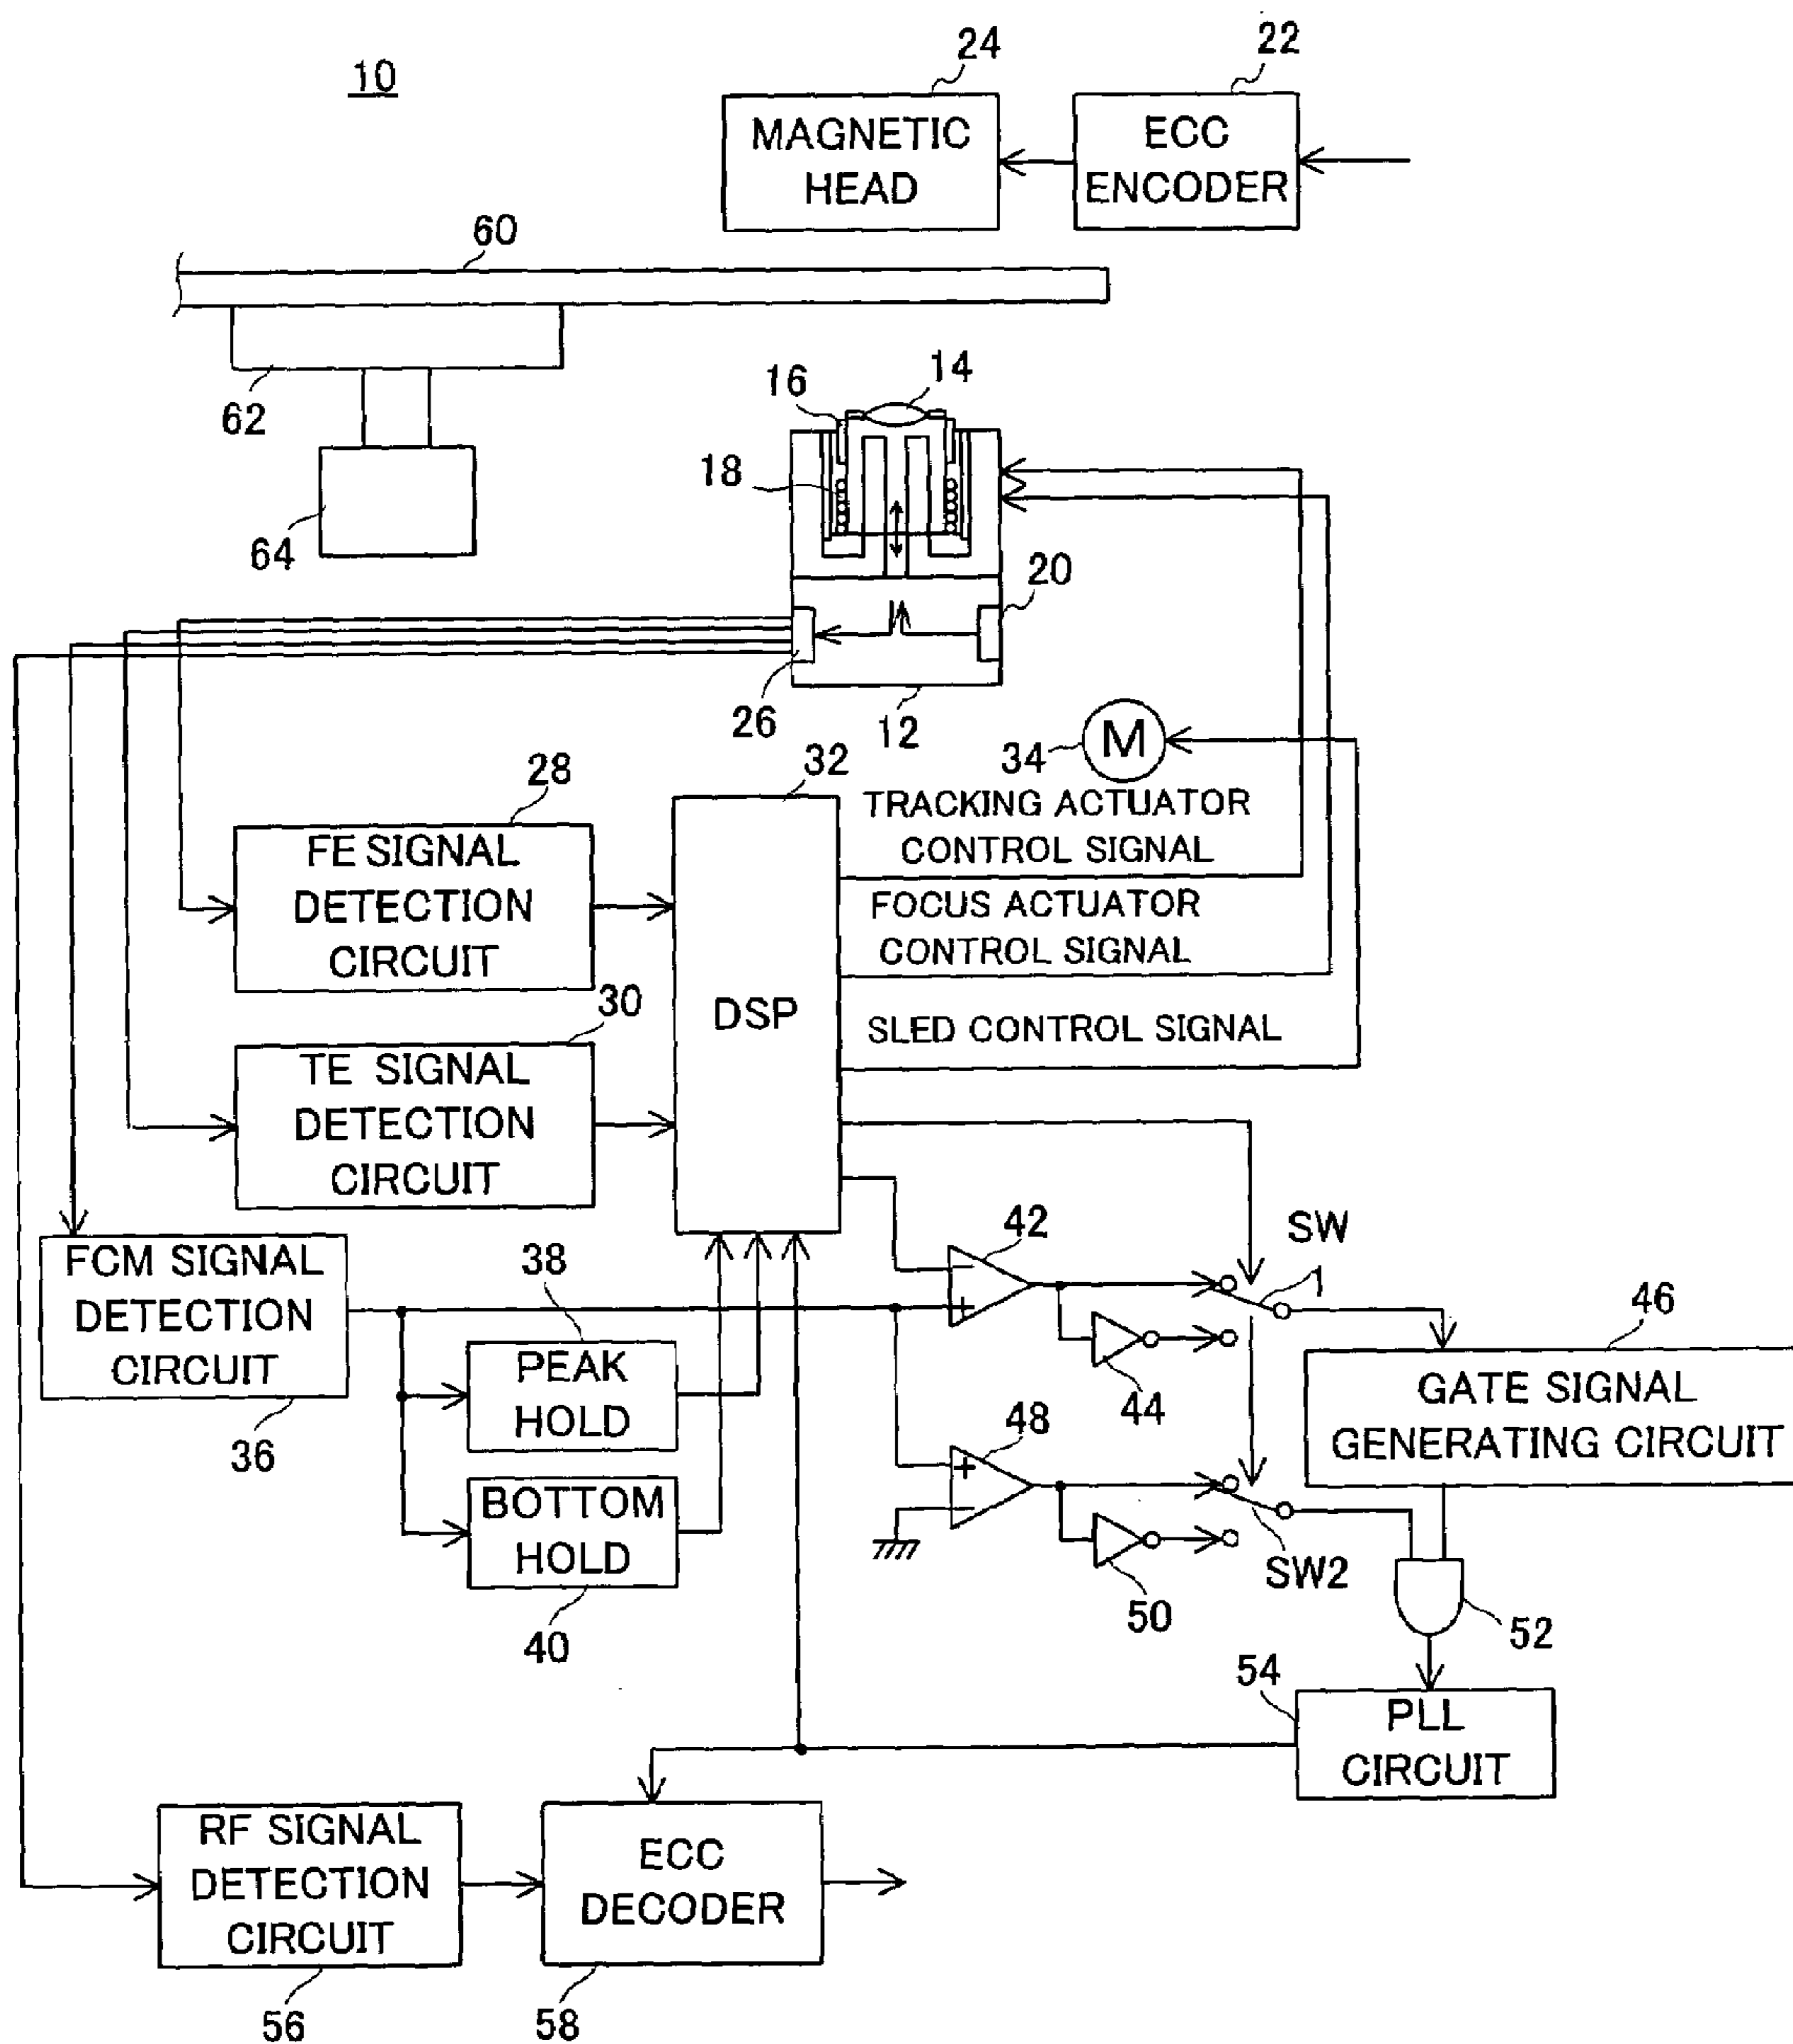 10
24
22
MAGNETIC
HEAD
ECC
ENCODER
60
62
64
16
14
18
20
26
12
34
M
28
32
FE SIGNAL
DETECTION
CIRCUIT
TRACKING ACTUATOR
CONTROL SIGNAL
FOCUS ACTUATOR
CONTROL SIGNAL
DSP
SLED CONTROL SIGNAL
30
TE SIGNAL
DETECTION
CIRCUIT
FCM SIGNAL
DETECTION
CIRCUIT
36
38
PEAK
HOLD
BOTTOM
HOLD
40
42
−
+
44
SW
1
46
GATE SIGNAL
GENERATING CIRCUIT
48
+
−
50
SW2
52
54
PLL
CIRCUIT
RF SIGNAL
DETECTION
CIRCUIT
56
ECC
DECODER
58